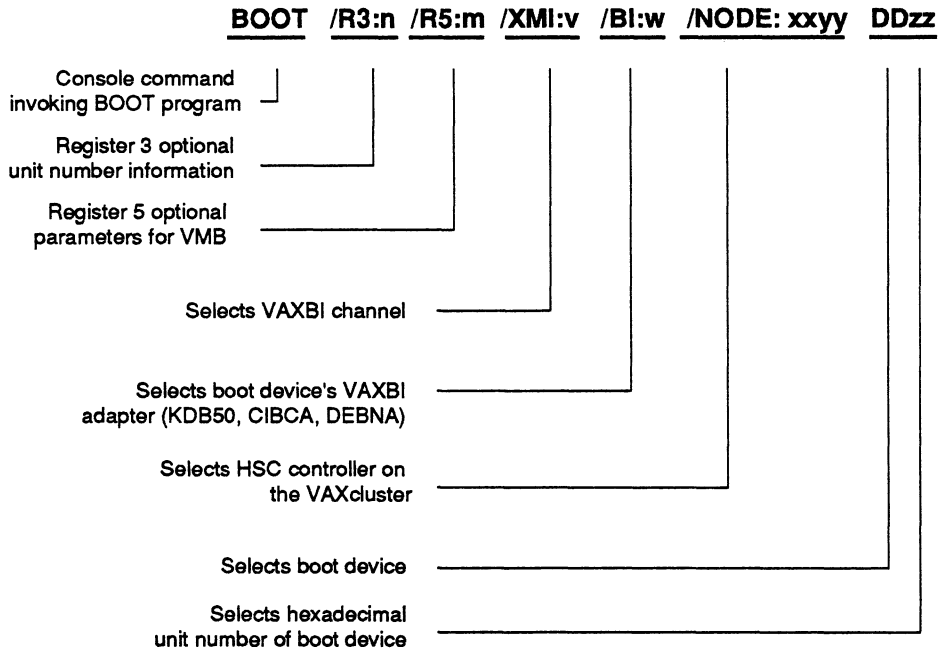 BOOT /R3:n /R5:m /XMI:v /BI:w /NODE: xxyy DDzz
Console command
invoking BOOT program
Register 3 optional
unit number information
Register 5 optional
parameters for VMB
Selects VAXBI channel
Selects boot device's VAXBI
adapter (KDB50, CIBCA, DEBNA)
Selects HSC controller on
the VAXcluster
Selects boot device
Selects hexadecimal
unit number of boot device